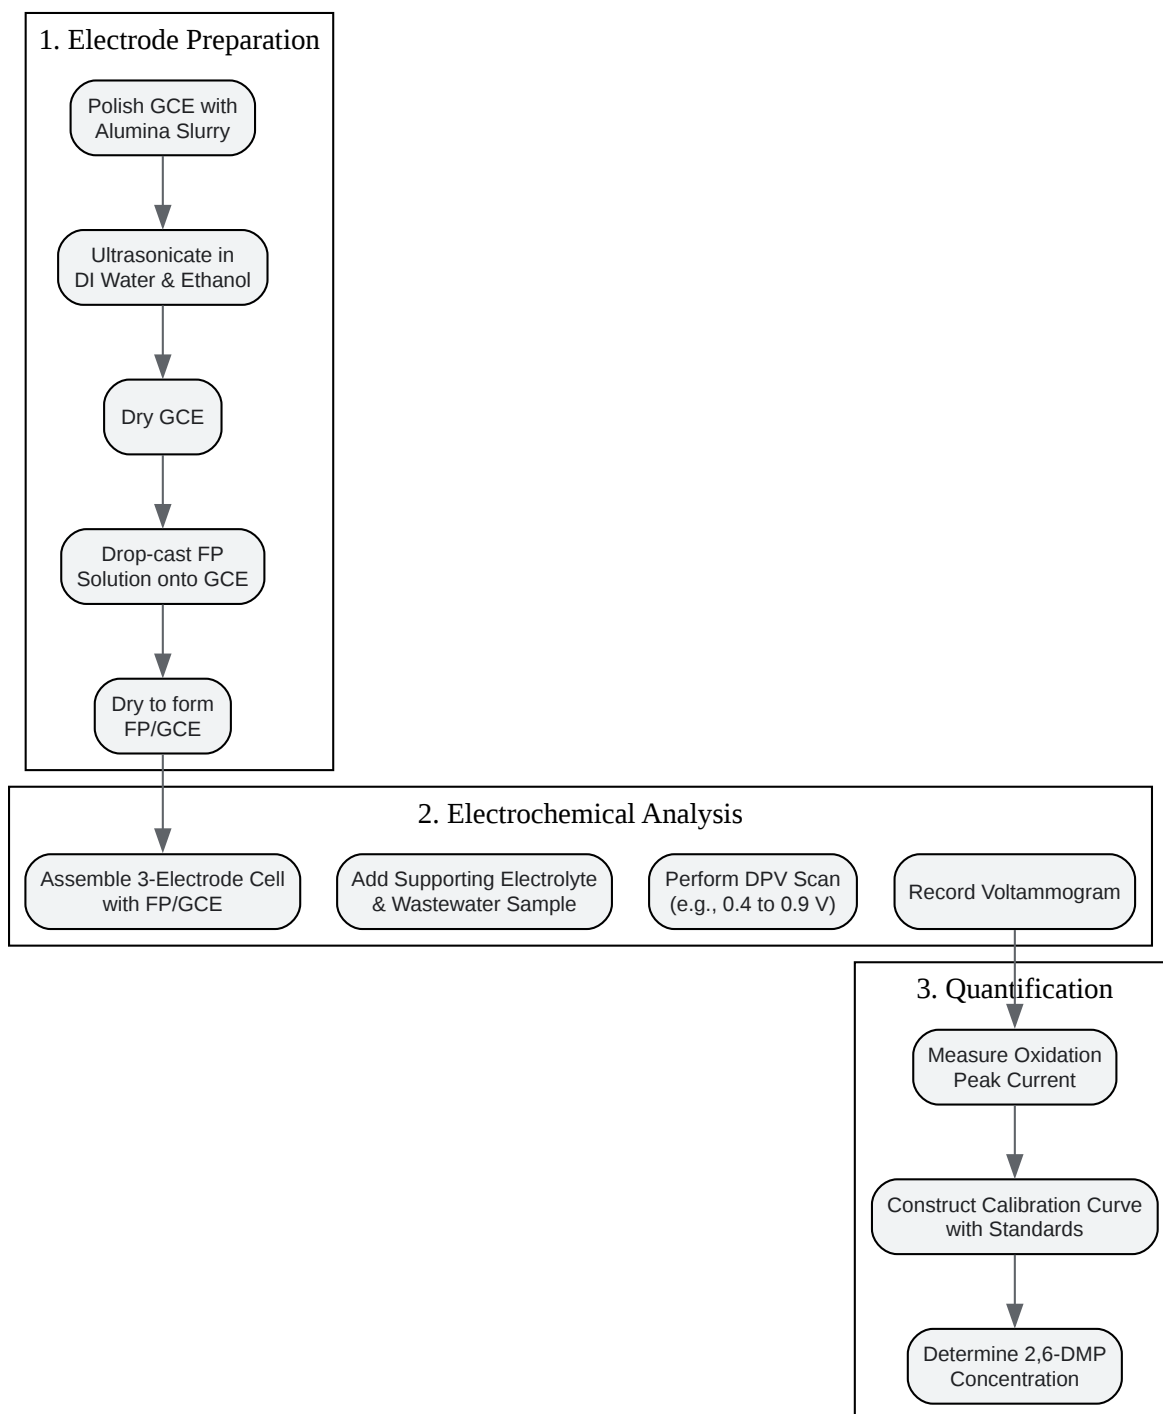 1. Electrode Preparation
Polish GCE with
Alumina Slurry
Ultrasonicate in
DI Water & Ethanol
Dry GCE
Drop-cast FP
Solution onto GCE
Dry to form
FP/GCE
2. Electrochemical Analysis
Assemble 3-Electrode Cell
with FP/GCE
Add Supporting Electrolyte
& Wastewater Sample
Perform DPV Scan
(e.g., 0.4 to 0.9 V)
Record Voltammogram
3. Quantification
Measure Oxidation
Peak Current
Construct Calibration Curve
with Standards
Determine 2,6-DMP
Concentration